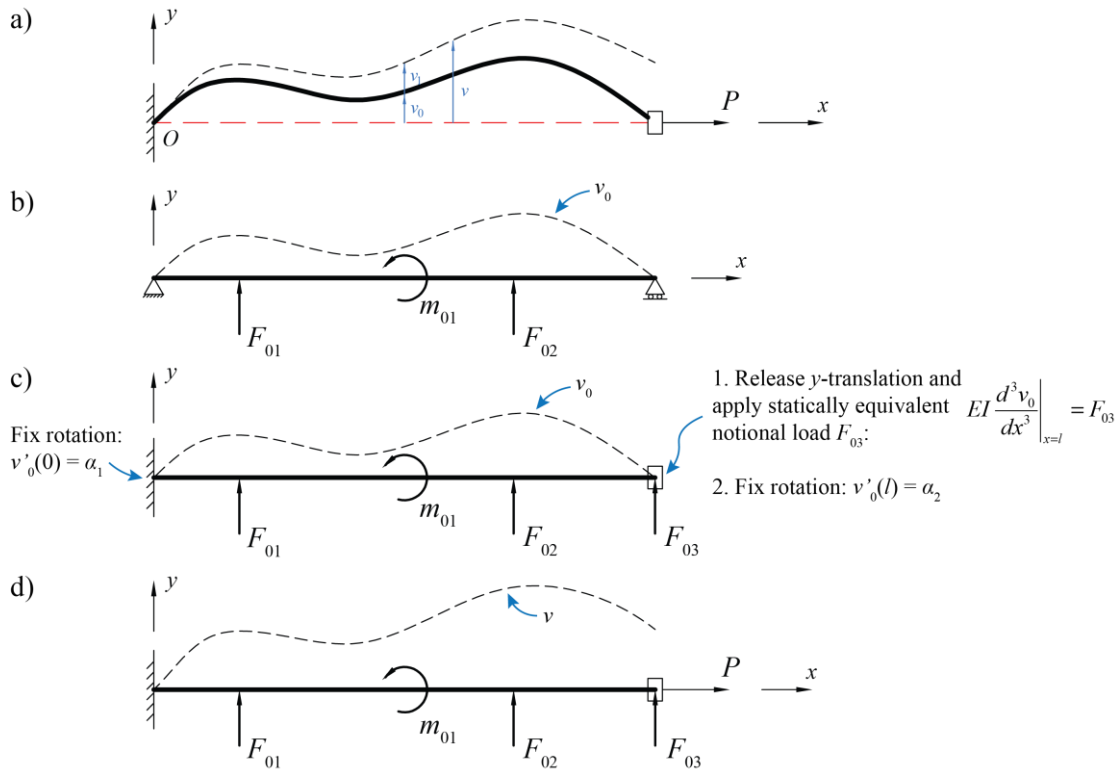 a)
y
v₁
v₀
v
O
P
x
b)
y
v₀
x
m₀₁
F₀₁
F₀₂
c)
y
v₀
Fix rotation:
v'₀(0) = α₁
m₀₁
F₀₁
F₀₂
F₀₃
1. Release y-translation and
apply statically equivalent
notional load F₀₃:
EI d³v₀/dx³ |ₓ₌ₗ = F₀₃
2. Fix rotation: v'₀(l) = α₂
d)
y
v
P
x
m₀₁
F₀₁
F₀₂
F₀₃